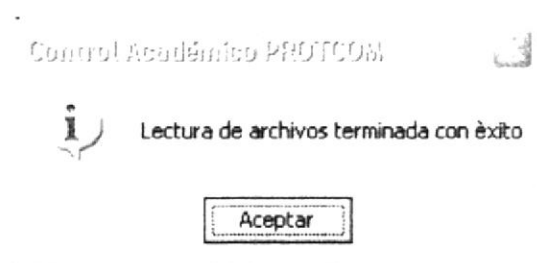 Control Académico PROTCOM
Lectura de archivos terminada con èxito
Aceptar